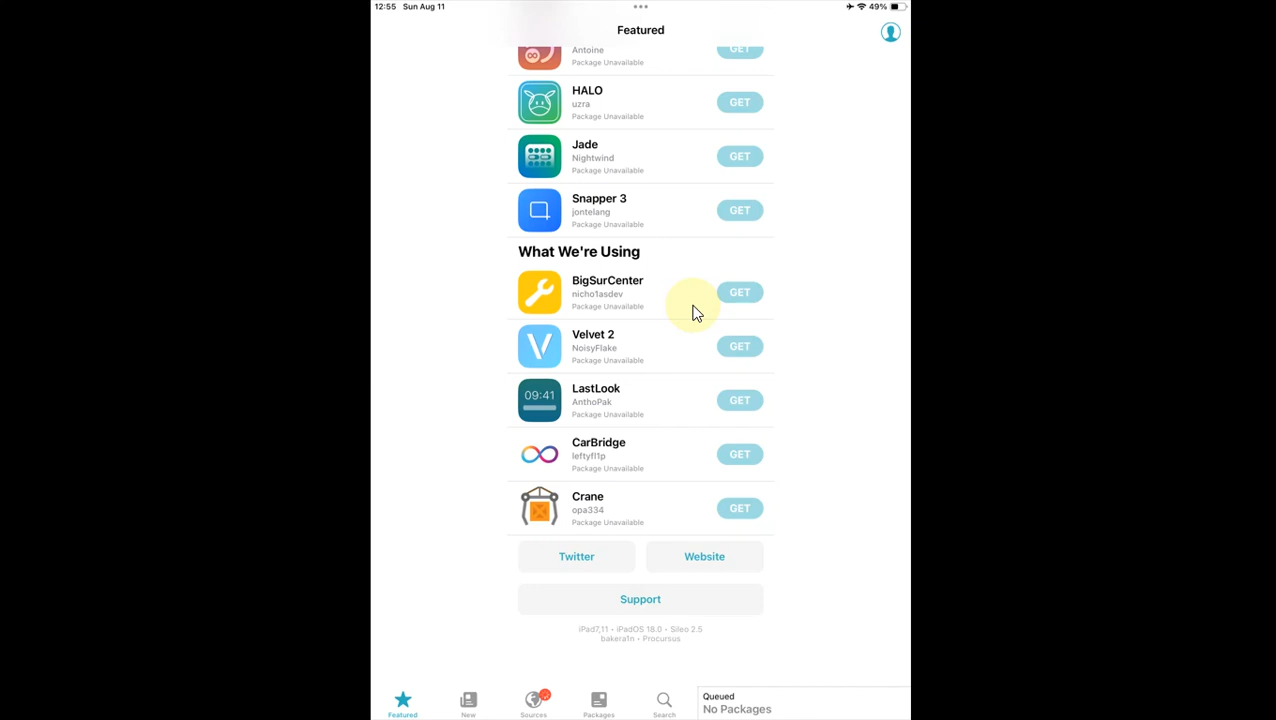 12:55 Sun Aug 11
49%
Featured
Antoine
Package Unavailable
GET
HALO
uzra
Package Unavailable
GET
Jade
Nightwind
Package Unavailable
GET
Snapper 3
jontelang
Package Unavailable
GET
What We're Using
BigSurCenter
nicho1asdev
Package Unavailable
GET
Velvet 2
NoisyFlake
Package Unavailable
GET
09:41
LastLook
AnthoPak
Package Unavailable
GET
CarBridge
leftyfl1p
Package Unavailable
GET
Crane
opa334
Package Unavailable
GET
Twitter
Website
Support
iPad7,11 • iPadOS 18.0 • Sileo 2.5
bakera1n • Procursus
Featured
New
Sources
Packages
Search
Queued
No Packages